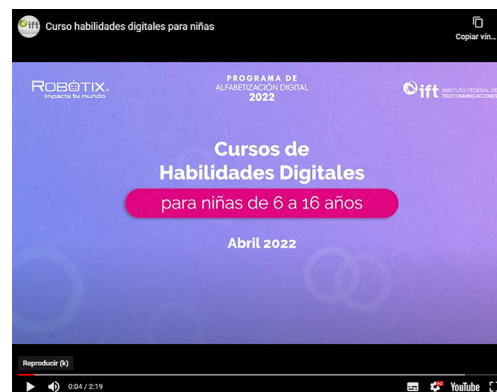 ift Curso habilidades digitales para niñas
Copiar vín...
ROBOTIX
Impacta tu mundo
PROGRAMA DE
ALFABETIZACIÓN DIGITAL
2022
ift INSTITUTO FEDERAL DE
TELECOMUNICACIONES
Cursos de
Habilidades Digitales
para niñas de 6 a 16 años
Abril 2022
Reproducir (k)
0:04 / 2:19
YouTube